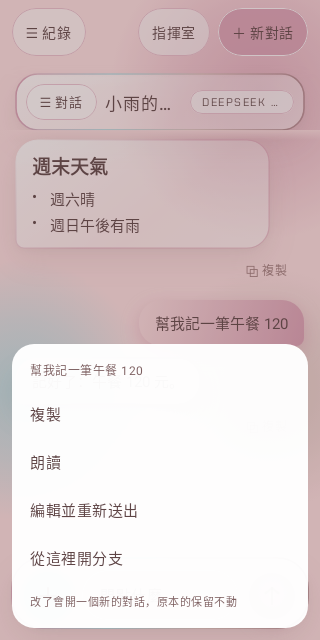 ☰ 紀錄
指揮室
＋ 新對話
☰ 對話
小雨的…
DEEPSEEK …
週末天氣
• 週六晴
• 週日午後有雨
複製
幫我記一筆午餐 120
幫我記一筆午餐 120
複製
朗讀
編輯並重新送出
從這裡開分支
改了會開一個新的對話，原本的保留不動